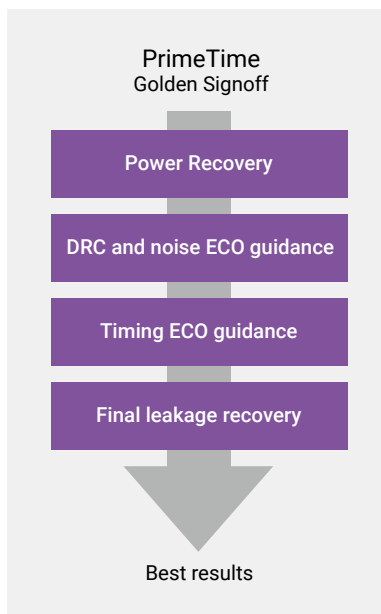 PrimeTime
Golden Signoff
Power Recovery
DRC and noise ECO guidance
Timing ECO guidance
Final leakage recovery
Best results